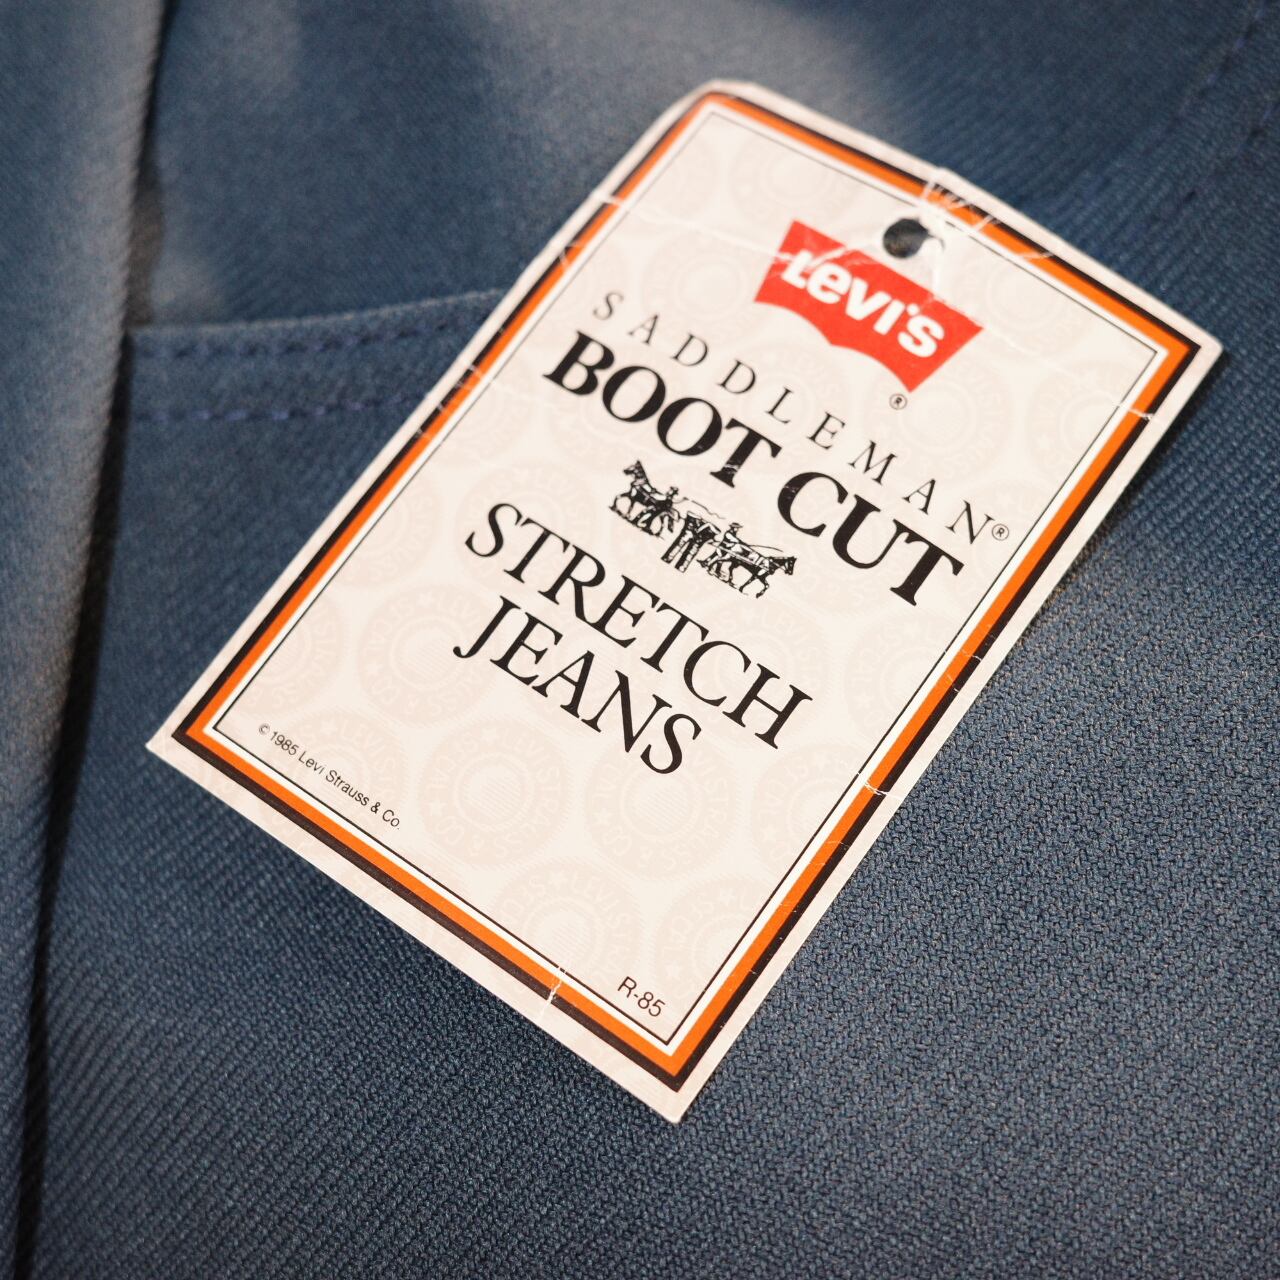 LEVI'S
®
SADDLEMAN®
BOOT CUT
STRETCH
JEANS
© 1985 Levi Strauss & Co.
R-85